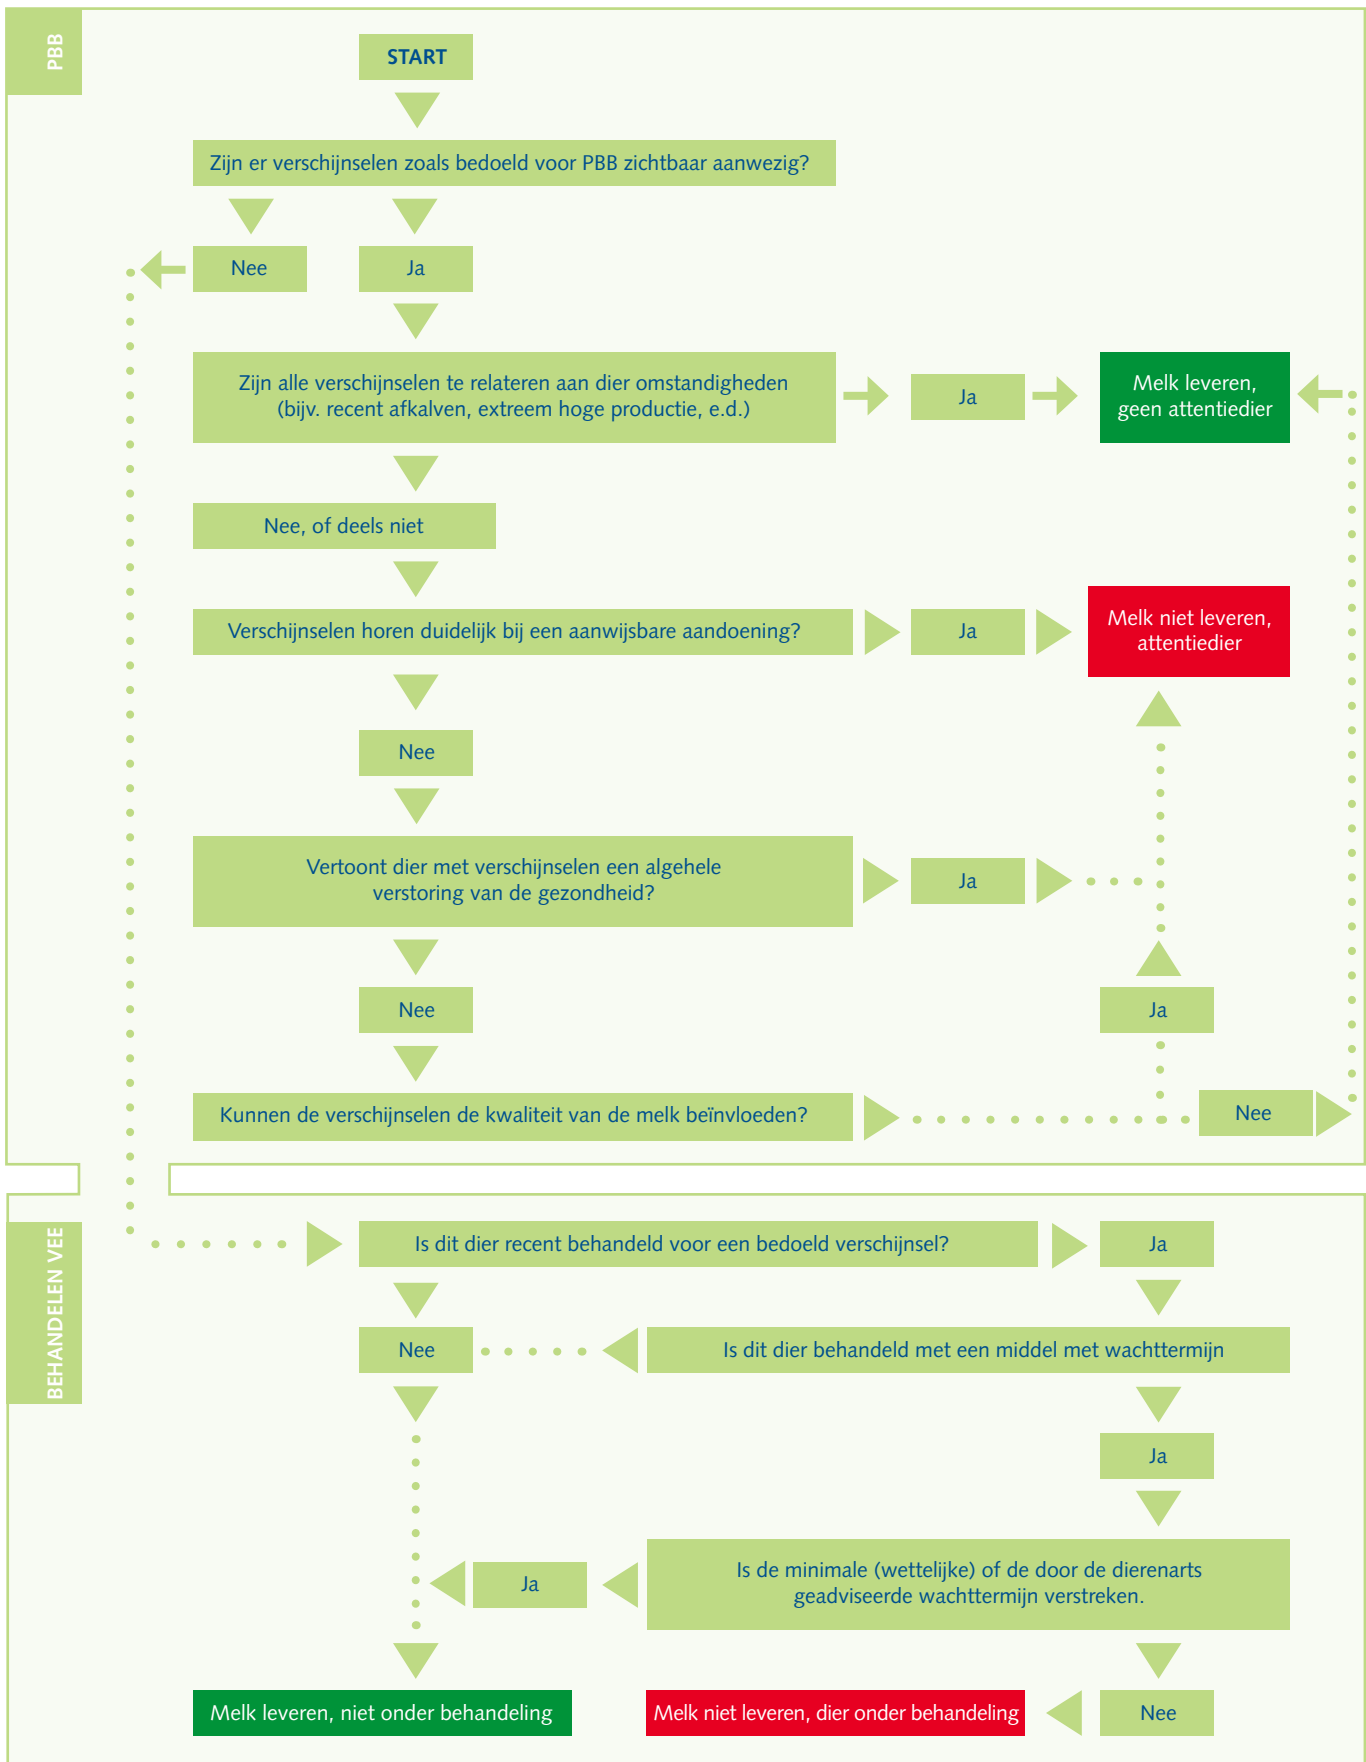 PBB
START
Zijn er verschijnselen zoals bedoeld voor PBB zichtbaar aanwezig?
Nee
Ja
Zijn alle verschijnselen te relateren aan dier omstandigheden
(bijv. recent afkalven, extreem hoge productie, e.d.)
Ja
Melk leveren,
geen attentiedier
Nee, of deels niet
Verschijnselen horen duidelijk bij een aanwijsbare aandoening?
Ja
Melk niet leveren,
attentiedier
Nee
Vertoont dier met verschijnselen een algehele
verstoring van de gezondheid?
Ja
Nee
Ja
Kunnen de verschijnselen de kwaliteit van de melk beïnvloeden?
Nee
BEHANDELEN VEE
Is dit dier recent behandeld voor een bedoeld verschijnsel?
Ja
Nee
Is dit dier behandeld met een middel met wachttermijn
Ja
Is de minimale (wettelijke) of de door de dierenarts
geadviseerde wachttermijn verstreken.
Ja
Melk leveren, niet onder behandeling
Melk niet leveren, dier onder behandeling
Nee